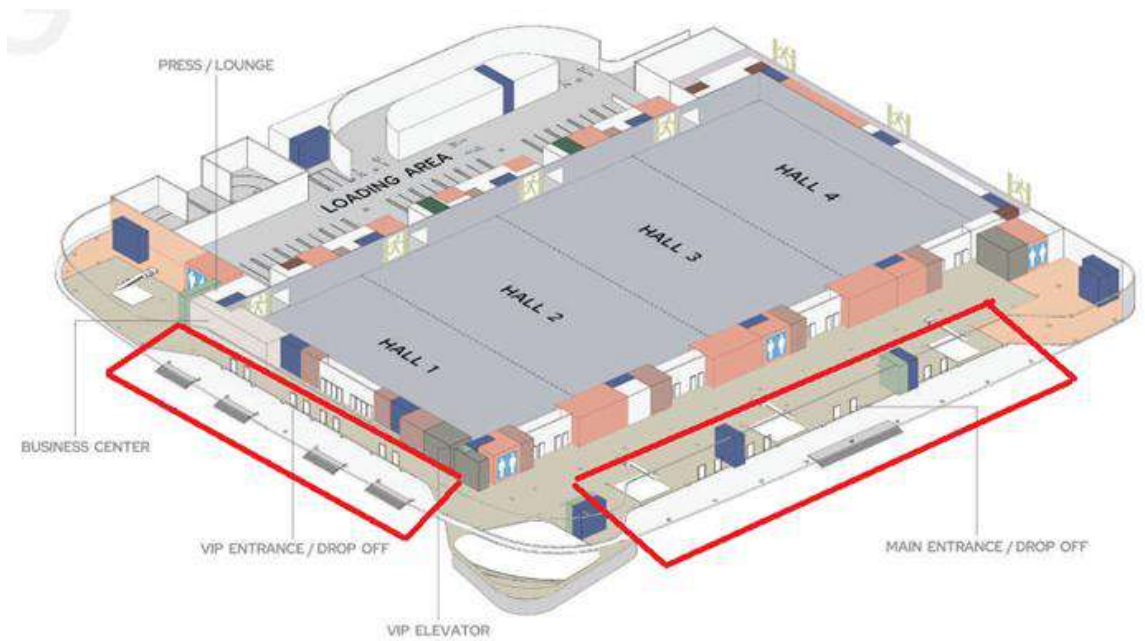 PRESS / LOUNGE
LOADING AREA
HALL 4
HALL 3
HALL 2
HALL 1
BUSINESS CENTER
VIP ENTRANCE / DROP OFF
MAIN ENTRANCE / DROP OFF
VIP ELEVATOR